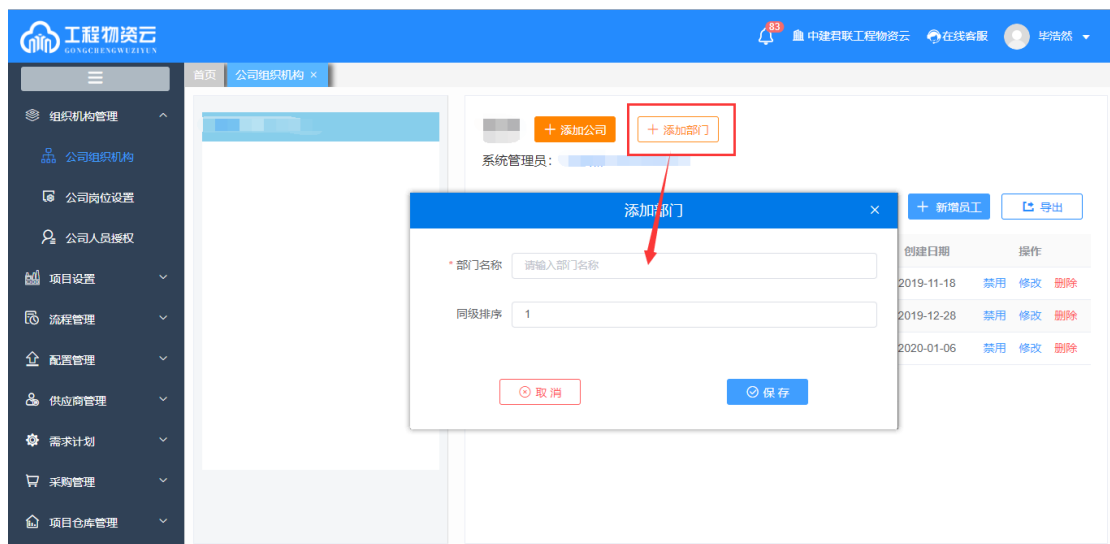 工程物资云
GONGCHENGWUZIYUN
83
中建君联工程物资云
在线客服
毕浩然
首页
公司组织机构 ×
组织机构管理
公司组织机构
公司岗位设置
公司人员授权
项目设置
流程管理
配置管理
供应商管理
需求计划
采购管理
项目仓库管理
+ 添加公司
+ 添加部门
系统管理员：
+ 新增员工
导出
创建日期 操作
2019-11-18 禁用 修改 删除
2019-12-28 禁用 修改 删除
2020-01-06 禁用 修改 删除
添加部门 ×
* 部门名称 请输入部门名称
同级排序 1
取 消
保 存